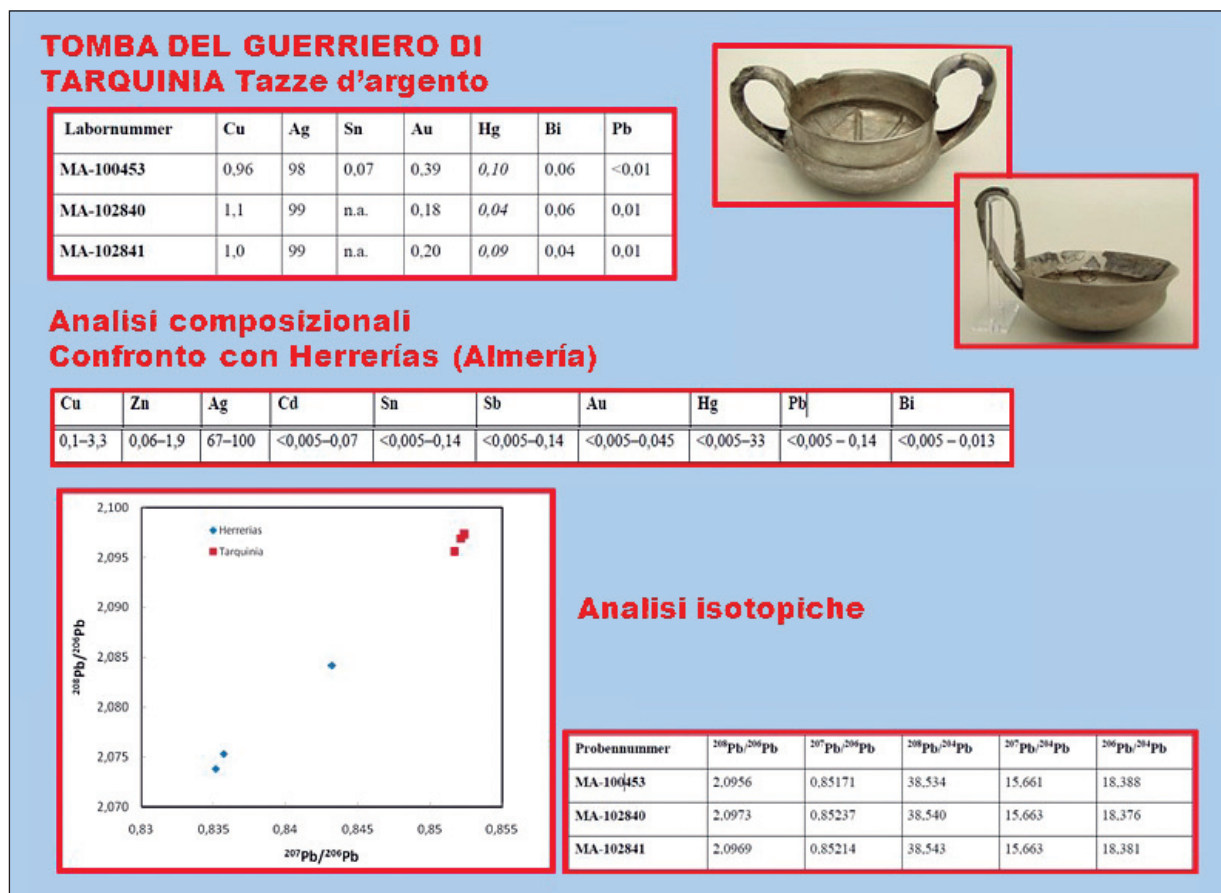 TOMBA DEL GUERRIERO DI
TARQUINIA Tazze d'argento
Labornummer Cu Ag Sn Au Hg Bi Pb
MA-100453 0,96 98 0,07 0,39 0,10 0,06 <0,01
MA-102840 1,1 99 n.a. 0,18 0,04 0,06 0,01
MA-102841 1,0 99 n.a. 0,20 0,09 0,04 0,01
Analisi composizionali
Confronto con Herrerías (Almería)
Cu Zn Ag Cd Sn Sb Au Hg Pb Bi
0,1–3,3 0,06–1,9 67–100 <0,005–0,07 <0,005–0,14 <0,005–0,14 <0,005–0,045 <0,005–33 <0,005 – 0,14 <0,005 – 0,013
2,100
2,095
2,090
2,085
2,080
2,075
2,070
²⁰⁸Pb/²⁰⁶Pb
Herrerias
Tarquinia
0,83 0,835 0,84 0,845 0,85 0,855
²⁰⁷Pb/²⁰⁶Pb
Analisi isotopiche
Probennummer ²⁰⁸Pb/²⁰⁶Pb ²⁰⁷Pb/²⁰⁶Pb ²⁰⁸Pb/²⁰⁴Pb ²⁰⁷Pb/²⁰⁴Pb ²⁰⁶Pb/²⁰⁴Pb
MA-100453 2,0956 0,85171 38,534 15,661 18,388
MA-102840 2,0973 0,85237 38,540 15,663 18,376
MA-102841 2,0969 0,85214 38,543 15,663 18,381